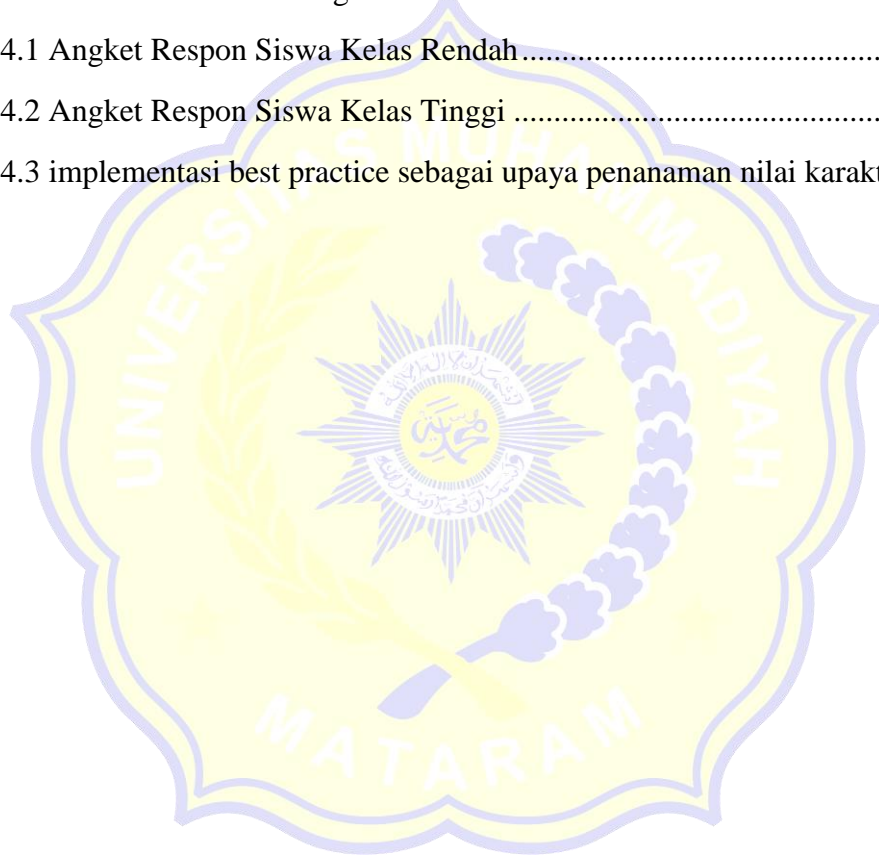 4.1 Angket Respon Siswa Kelas Rendah..............................................
4.2 Angket Respon Siswa Kelas Tinggi ..............................................
4.3 implementasi best practice sebagai upaya penanaman nilai karakt
UNIVERSITAS MUHAMMADIYAH
MATARAM